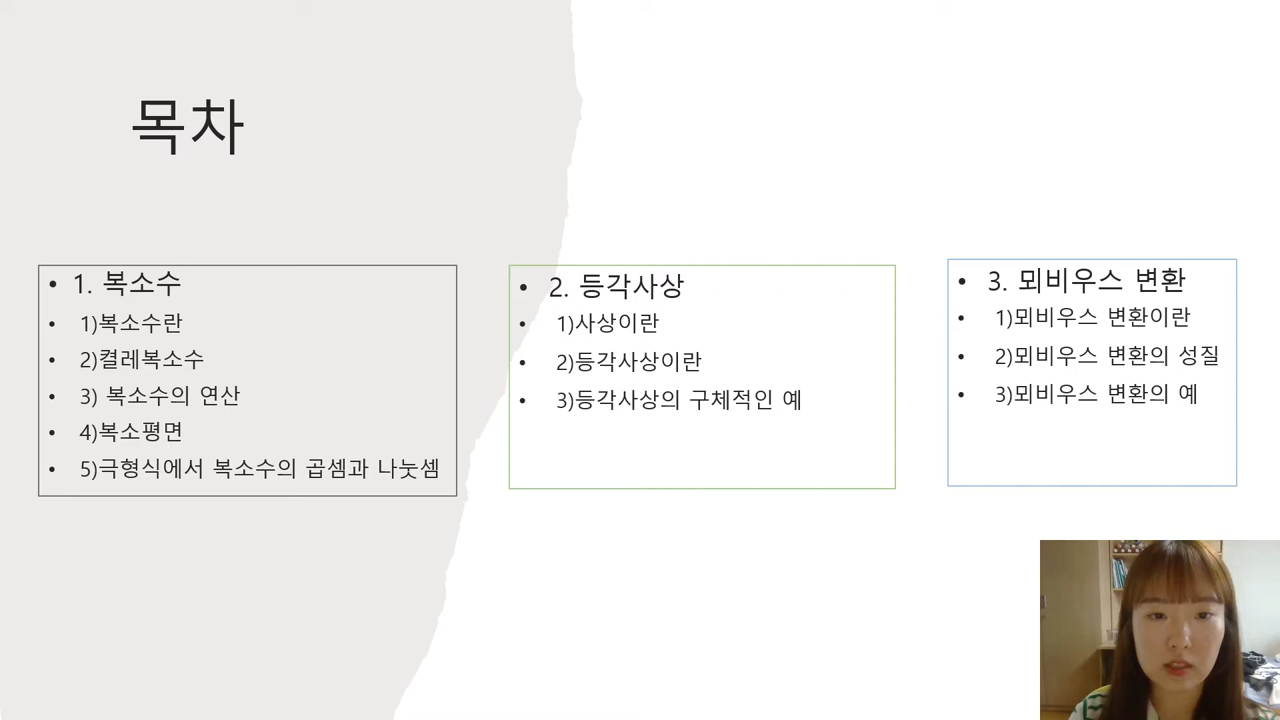 목차
• 1. 복소수
• 1)복소수란
• 2)켤레복소수
• 3) 복소수의 연산
• 4)복소평면
• 5)극형식에서 복소수의 곱셈과 나눗셈
• 2. 등각사상
• 1)사상이란
• 2)등각사상이란
• 3)등각사상의 구체적인 예
• 3. 뫼비우스 변환
• 1)뫼비우스 변환이란
• 2)뫼비우스 변환의 성질
• 3)뫼비우스 변환의 예